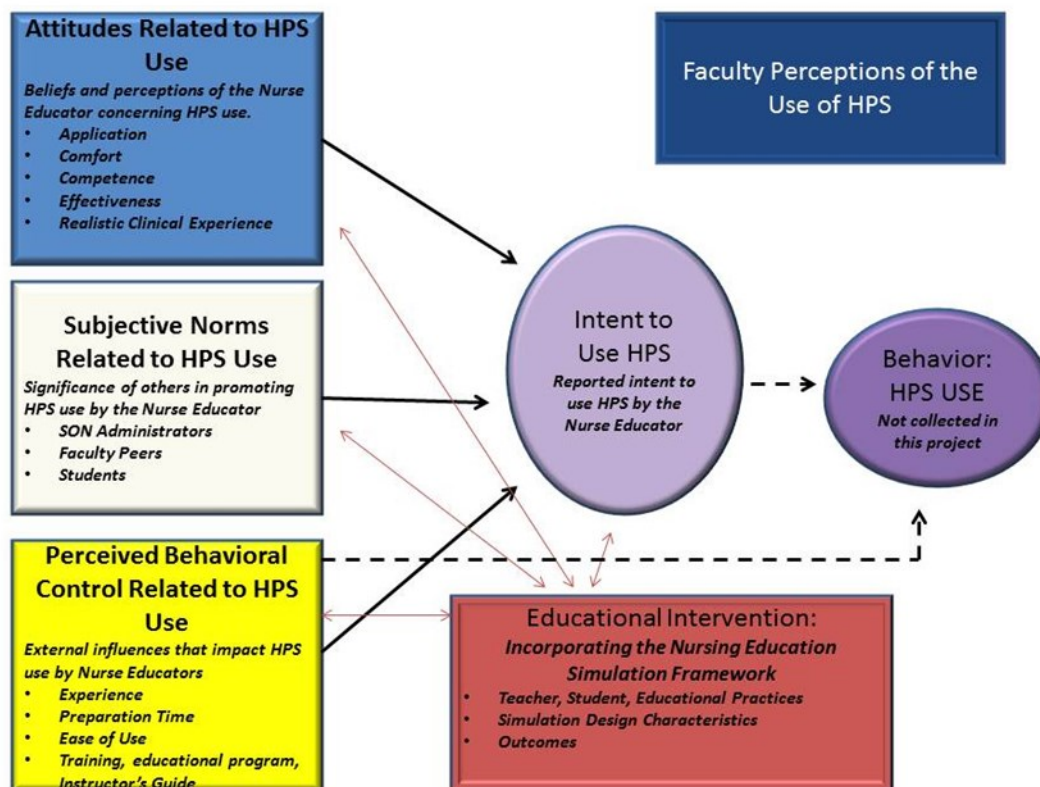 Attitudes Related to HPS
Use
Beliefs and perceptions of the Nurse
Educator concerning HPS use.
• Application
• Comfort
• Competence
• Effectiveness
• Realistic Clinical Experience
Faculty Perceptions of the
Use of HPS
Subjective Norms
Related to HPS Use
Significance of others in promoting
HPS use by the Nurse Educator
• SON Administrators
• Faculty Peers
• Students
Intent to
Use HPS
Reported intent to
use HPS by the
Nurse Educator
Behavior:
HPS USE
Not collected in
this project
Perceived Behavioral
Control Related to HPS
Use
External influences that impact HPS
use by Nurse Educators
• Experience
• Preparation Time
• Ease of Use
• Training, educational program,
Instructor's Guide
Educational Intervention:
Incorporating the Nursing Education
Simulation Framework
• Teacher, Student, Educational Practices
• Simulation Design Characteristics
• Outcomes